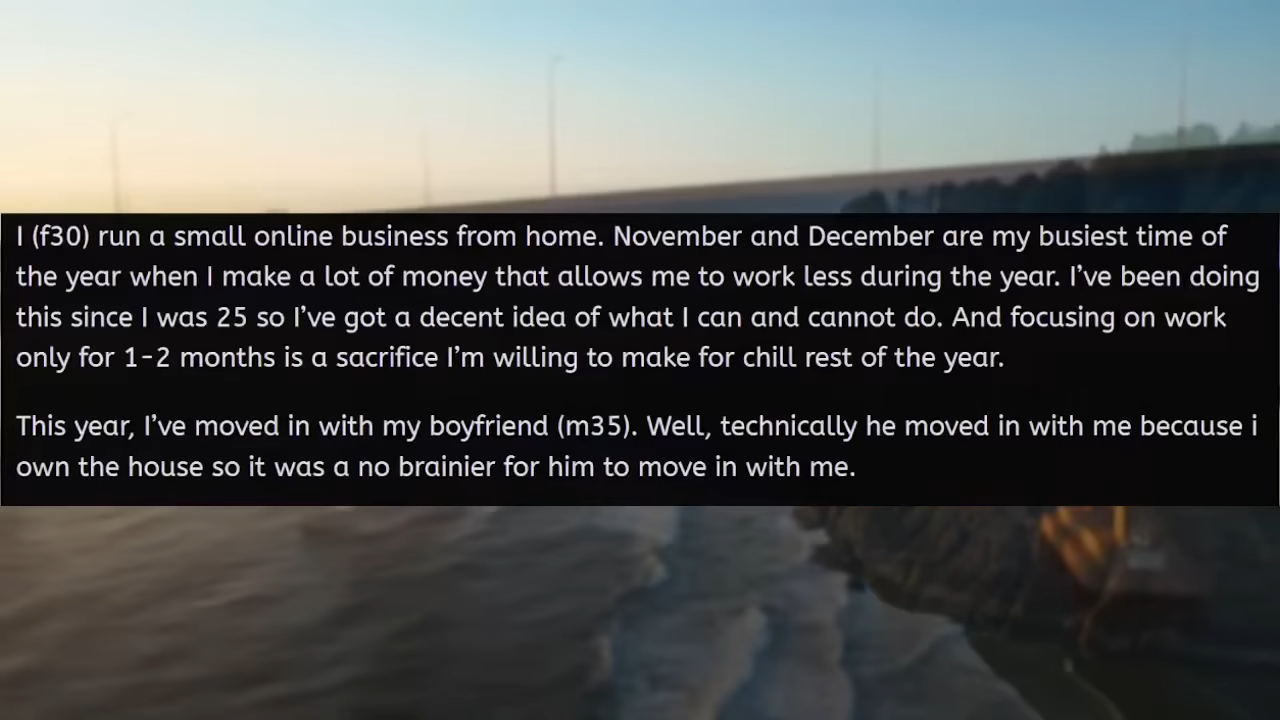 I (f30) run a small online business from home. November and December are my busiest time of
the year when I make a lot of money that allows me to work less during the year. I’ve been doing
this since I was 25 so I’ve got a decent idea of what I can and cannot do. And focusing on work
only for 1-2 months is a sacrifice I’m willing to make for chill rest of the year.
This year, I’ve moved in with my boyfriend (m35). Well, technically he moved in with me because i
own the house so it was a no brainier for him to move in with me.